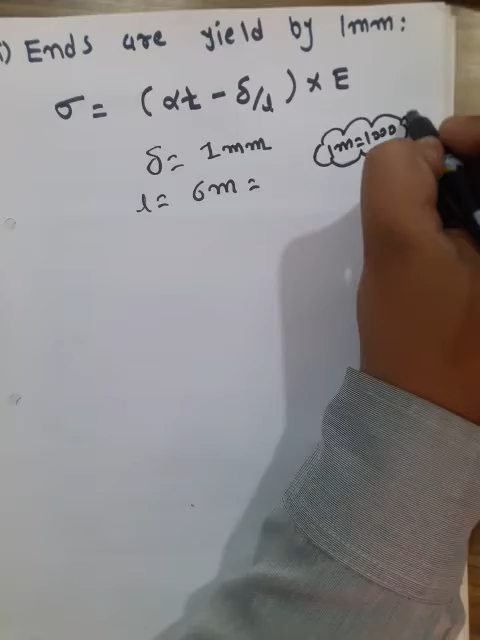 i) Ends are yield by 1mm:
σ = (αt - δ/l) × E
δ = 1mm
1m=1000
l = 6m =